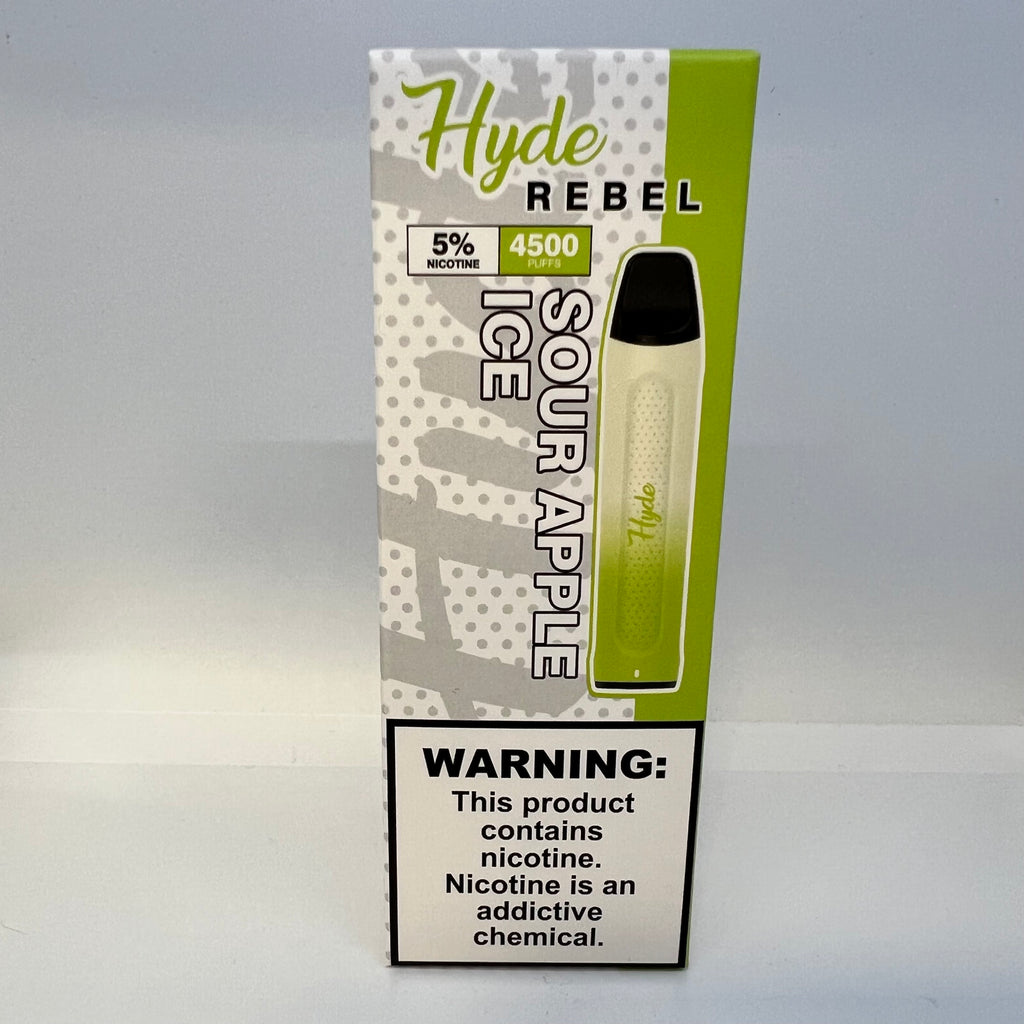 Hyde
REBEL
5%
NICOTINE
4500
PUFFS
SOUR APPLE
ICE
Hyde
WARNING:
This product
contains
nicotine.
Nicotine is an
addictive
chemical.